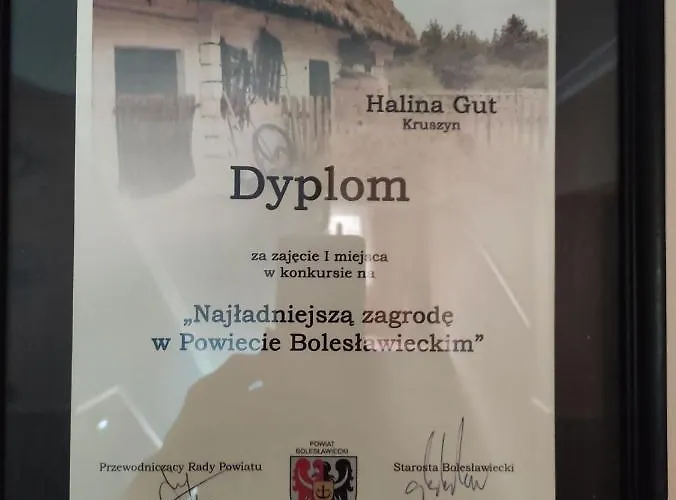 Halina Gut
Kruszyn
Dyplom
za zajęcie I miejsca
w konkursie na
„Najładniejszą zagrodę
w Powiecie Bolesławieckim”
POWIAT
BOLESŁAWIECKI
Przewodniczący Rady Powiatu
Starosta Bolesławiecki